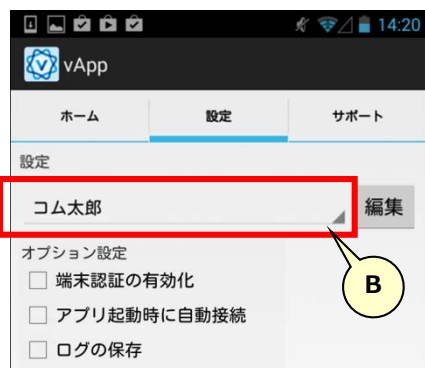 14:20
vApp
ホーム 設定 サポート
設定
コム太郎 編集
オプション設定
端末認証の有効化
アプリ起動時に自動接続
ログの保存
B